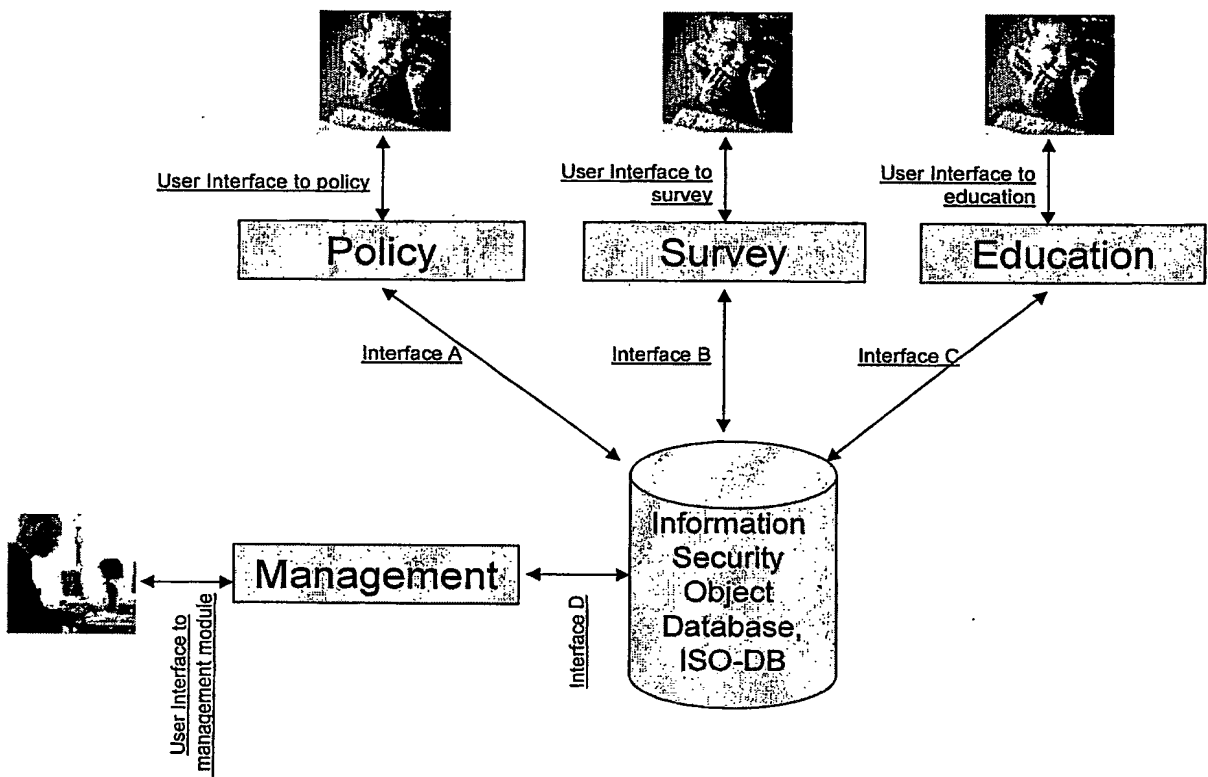 User Interface to policy
User Interface to
survey
User Interface to
education
Policy
Survey
Education
Interface A
Interface B
Interface C
Information
Security
Object
Database,
ISO-DB
Management
Interface D
User Interface to
management module